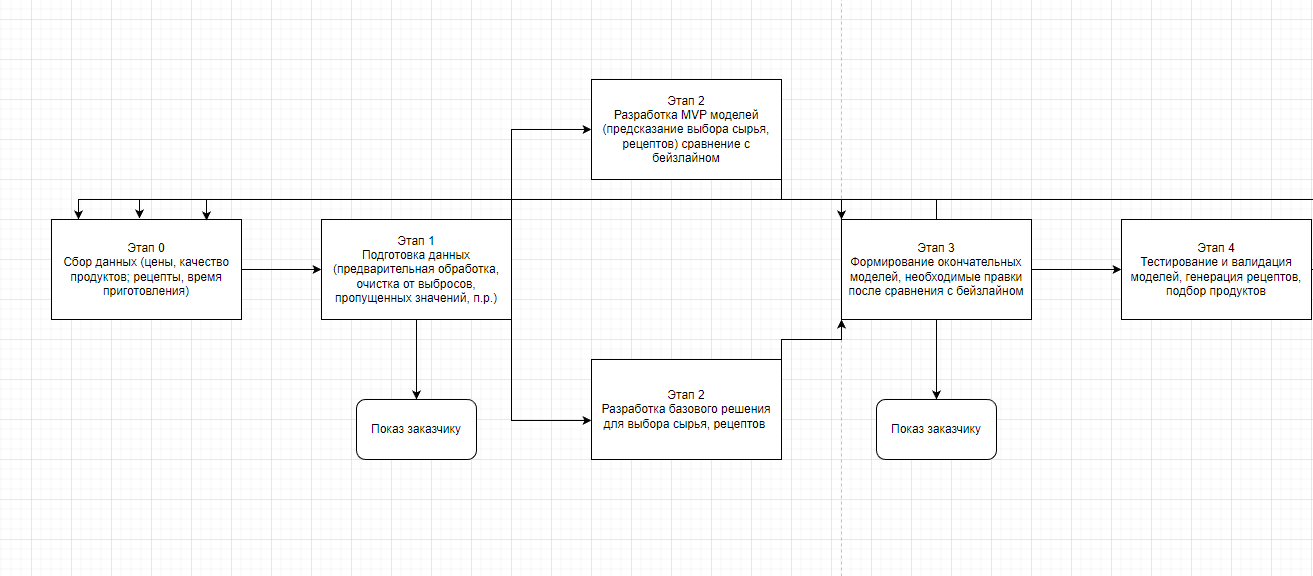 Этап 0
Сбор данных (цены, качество
продуктов; рецепты, время
приготовления)
Этап 1
Подготовка данных
(предварительная обработка,
очистка от выбросов,
пропущенных значений, п.р.)
Показ заказчику
Этап 2
Разработка MVP моделей
(предсказание выбора сырья,
рецептов) сравнение с
бейзлайном
Этап 2
Разработка базового решения
для выбора сырья, рецептов
Этап 3
Формирование окончательных
моделей, необходимые правки
после сравнения с бейзлайном
Показ заказчику
Этап 4
Тестирование и валидация
моделей, генерация рецептов,
подбор продуктов